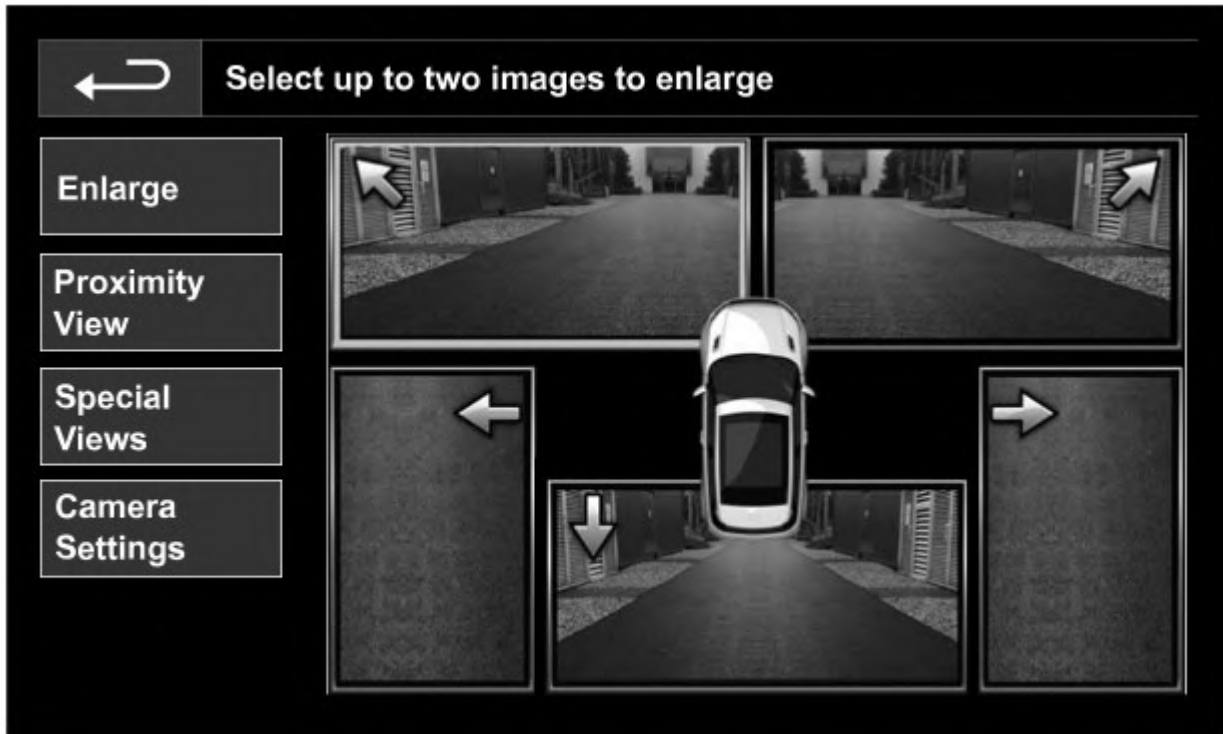 Select up to two images to enlarge
Enlarge
Proximity
View
Special
Views
Camera
Settings